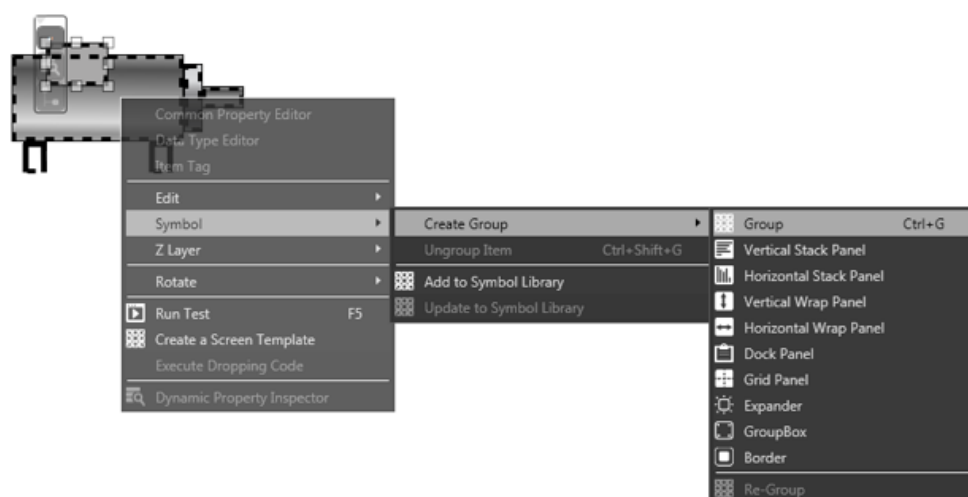 Common Property Editor
Data Type Editor
Item Tag
Edit
Symbol
Z Layer
Rotate
Run Test F5
Create a Screen Template
Execute Dropping Code
Dynamic Property Inspector
Create Group
Ungroup Item Ctrl+Shift+G
Add to Symbol Library
Update to Symbol Library
Group Ctrl+G
Vertical Stack Panel
Horizontal Stack Panel
Vertical Wrap Panel
Horizontal Wrap Panel
Dock Panel
Grid Panel
Expander
GroupBox
Border
Re-Group